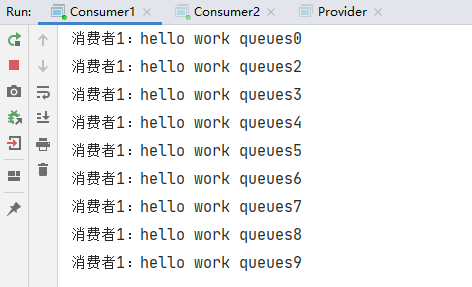 Run: Consumer1 Consumer2 Provider
消费者1：hello work queues0
消费者1：hello work queues2
消费者1：hello work queues3
消费者1：hello work queues4
消费者1：hello work queues5
消费者1：hello work queues6
消费者1：hello work queues7
消费者1：hello work queues8
消费者1：hello work queues9